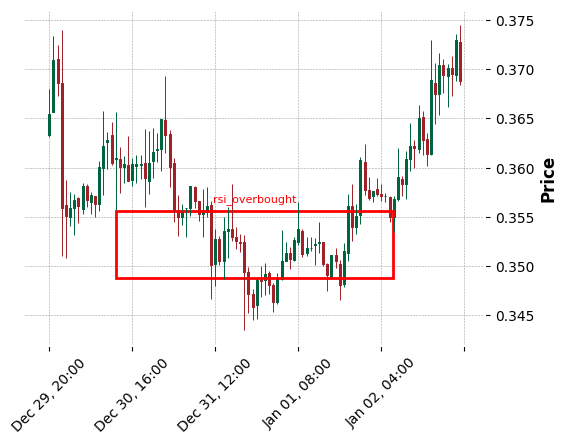 0.375
0.370
0.365
0.360
0.355
0.350
0.345
Price
rsi_overbought
Dec 29, 20:00
Dec 30, 16:00
Dec 31, 12:00
Jan 01, 08:00
Jan 02, 04:00